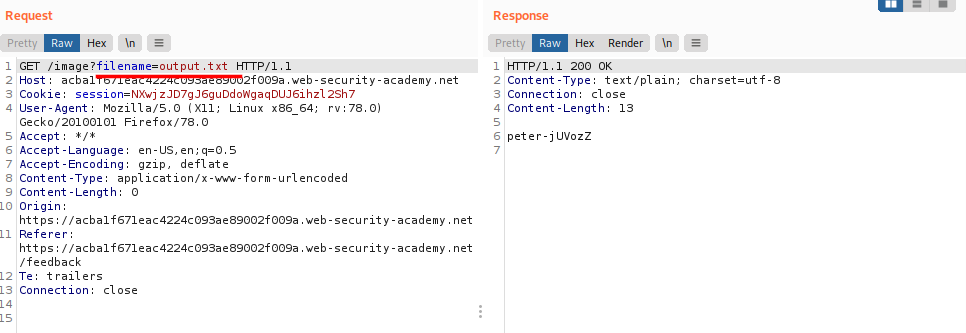 Request
Pretty Raw Hex \n
1 GET /image?filename=output.txt HTTP/1.1
2 Host: acba1f671eac4224c093ae89002f009a.web-security-academy.net
3 Cookie: session=NXwjzJD7gJ6guDdoWgaqDUJ6ihzl2Sh7
4 User-Agent: Mozilla/5.0 (X11; Linux x86_64; rv:78.0)
Gecko/20100101 Firefox/78.0
5 Accept: */*
6 Accept-Language: en-US,en;q=0.5
7 Accept-Encoding: gzip, deflate
8 Content-Type: application/x-www-form-urlencoded
9 Content-Length: 0
10 Origin:
https://acba1f671eac4224c093ae89002f009a.web-security-academy.net
11 Referer:
https://acba1f671eac4224c093ae89002f009a.web-security-academy.net
/feedback
12 Te: trailers
13 Connection: close
14
15
Response
Pretty Raw Hex Render \n
1 HTTP/1.1 200 OK
2 Content-Type: text/plain; charset=utf-8
3 Connection: close
4 Content-Length: 13
5
6 peter-jUVozZ
7